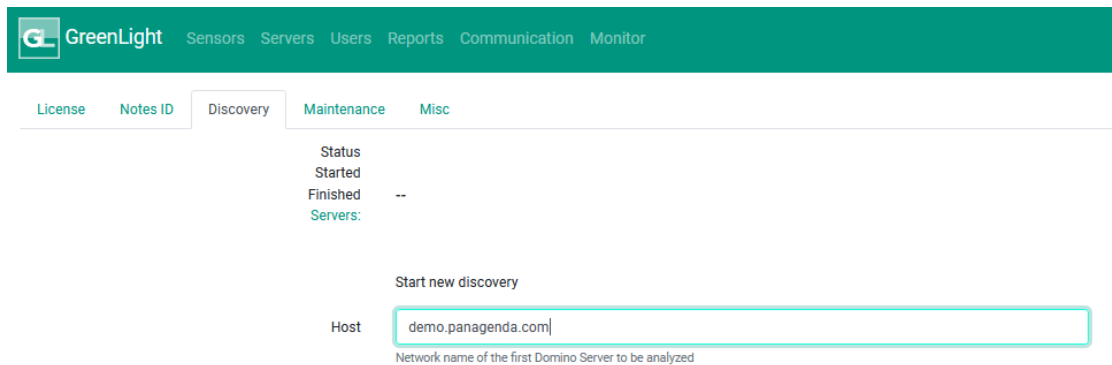 GL GreenLight Sensors Servers Users Reports Communication Monitor
License Notes ID Discovery Maintenance Misc
Status
Started
Finished --
Servers:
Start new discovery
Host demo.panagenda.com
Network name of the first Domino Server to be analyzed